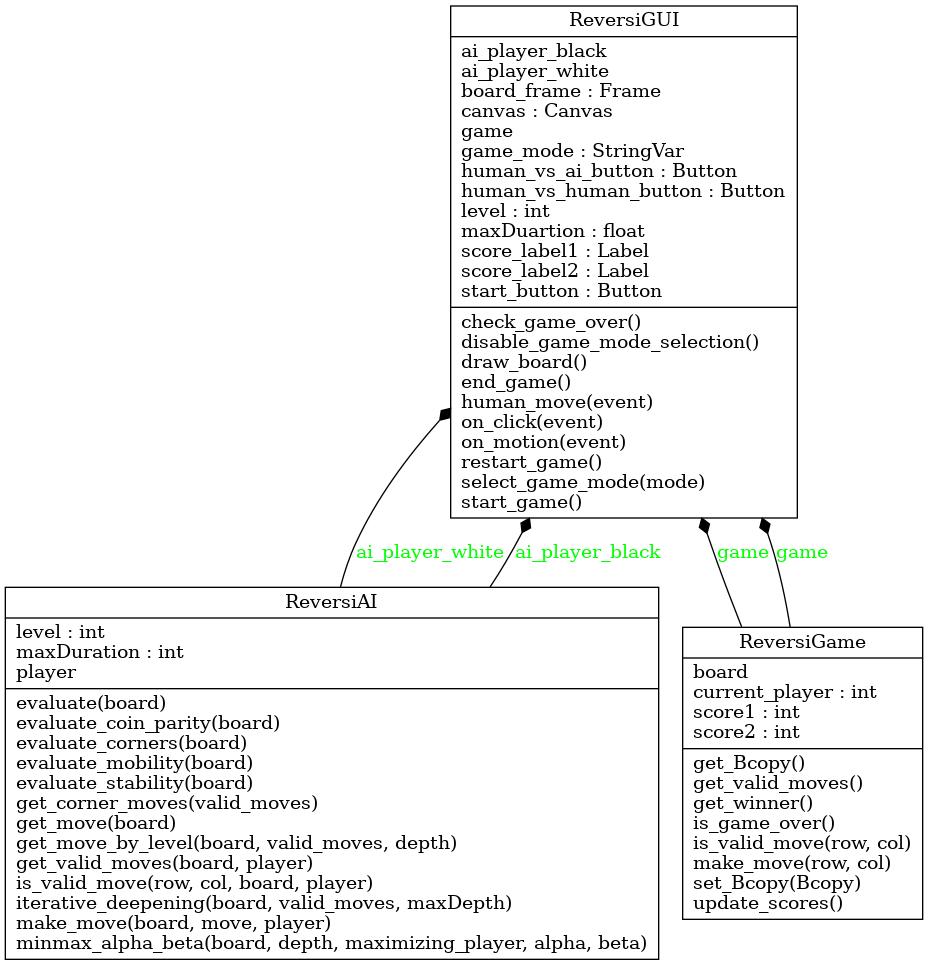 ReversiGUI
ai_player_black
ai_player_white
board_frame : Frame
canvas : Canvas
game
game_mode : StringVar
human_vs_ai_button : Button
human_vs_human_button : Button
level : int
maxDuartion : float
score_label1 : Label
score_label2 : Label
start_button : Button
check_game_over()
disable_game_mode_selection()
draw_board()
end_game()
human_move(event)
on_click(event)
on_motion(event)
restart_game()
select_game_mode(mode)
start_game()
ai_player_white ai_player_black game game
ReversiAI
level : int
maxDuration : int
player
evaluate(board)
evaluate_coin_parity(board)
evaluate_corners(board)
evaluate_mobility(board)
evaluate_stability(board)
get_corner_moves(valid_moves)
get_move(board)
get_move_by_level(board, valid_moves, depth)
get_valid_moves(board, player)
is_valid_move(row, col, board, player)
iterative_deepening(board, valid_moves, maxDepth)
make_move(board, move, player)
minmax_alpha_beta(board, depth, maximizing_player, alpha, beta)
ReversiGame
board
current_player : int
score1 : int
score2 : int
get_Bcopy()
get_valid_moves()
get_winner()
is_game_over()
is_valid_move(row, col)
make_move(row, col)
set_Bcopy(Bcopy)
update_scores()